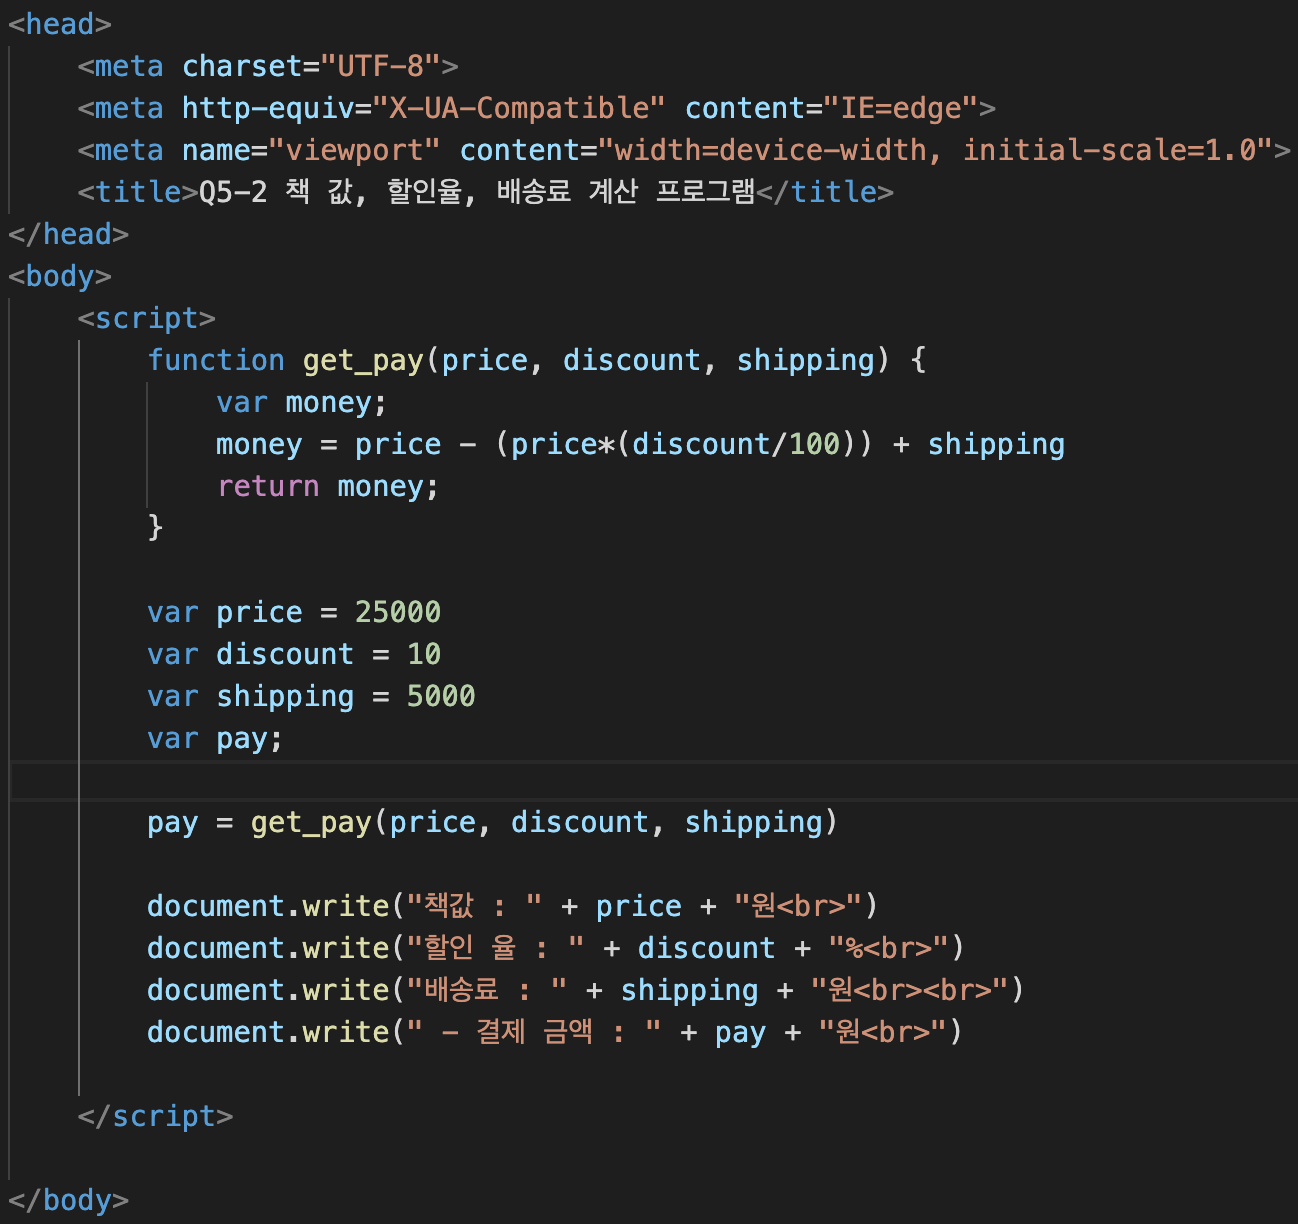 <head>
    <meta charset="UTF-8">
    <meta http-equiv="X-UA-Compatible" content="IE=edge">
    <meta name="viewport" content="width=device-width, initial-scale=1.0">
    <title>Q5-2 책 값, 할인율, 배송료 계산 프로그램</title>
</head>
<body>
    <script>
        function get_pay(price, discount, shipping) {
            var money;
            money = price - (price*(discount/100)) + shipping
            return money;
        }

        var price = 25000
        var discount = 10
        var shipping = 5000
        var pay;

        pay = get_pay(price, discount, shipping)

        document.write("책값 : " + price + "원<br>")
        document.write("할인 율 : " + discount + "%<br>")
        document.write("배송료 : " + shipping + "원<br><br>")
        document.write(" - 결제 금액 : " + pay + "원<br>")

    </script>

</body>